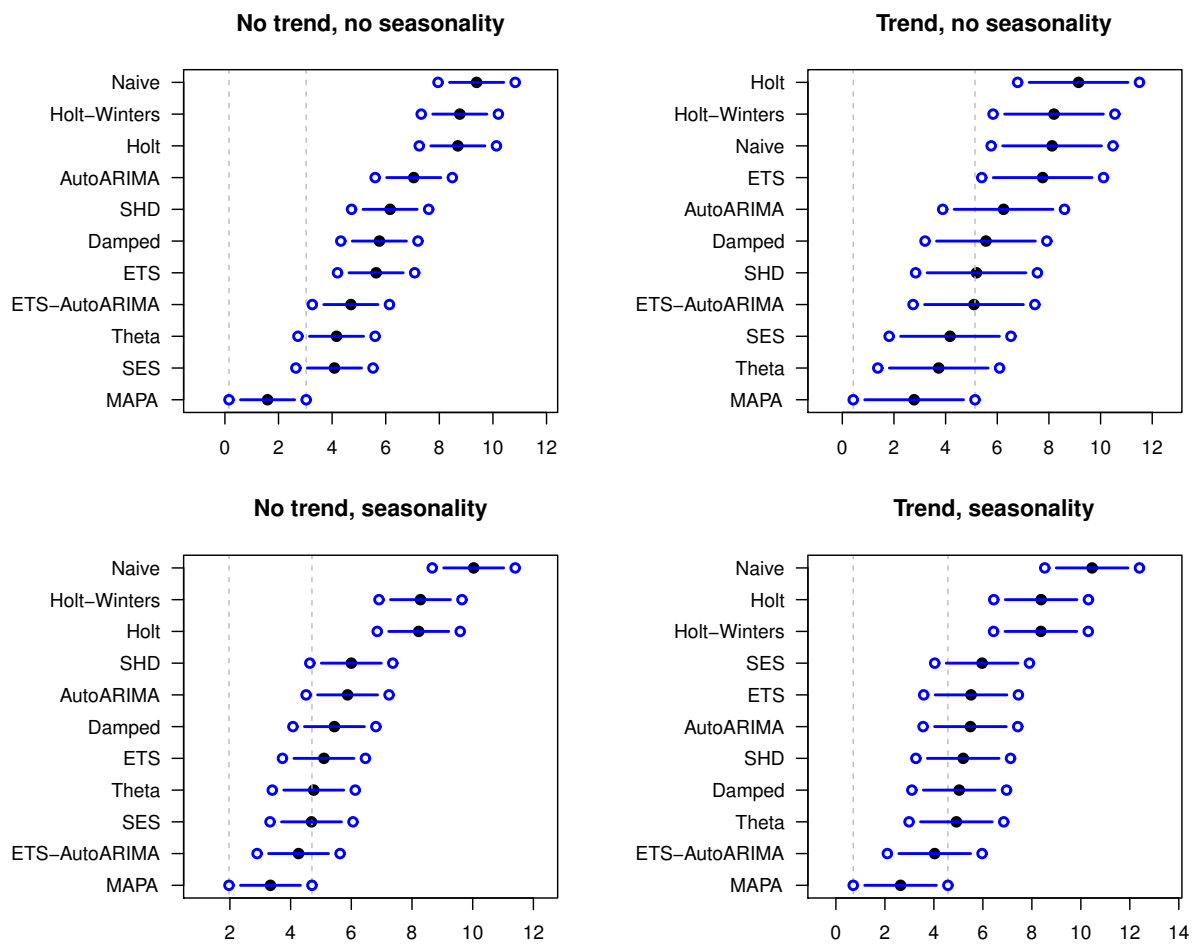 No trend, no seasonality
Naive
Holt−Winters
Holt
AutoARIMA
SHD
Damped
ETS
ETS−AutoARIMA
Theta
SES
MAPA
0 2 4 6 8 10 12
Trend, no seasonality
Holt
Holt−Winters
Naive
ETS
AutoARIMA
Damped
SHD
ETS−AutoARIMA
SES
Theta
MAPA
0 2 4 6 8 10 12
No trend, seasonality
Naive
Holt−Winters
Holt
SHD
AutoARIMA
Damped
ETS
Theta
SES
ETS−AutoARIMA
MAPA
2 4 6 8 10 12
Trend, seasonality
Naive
Holt
Holt−Winters
SES
ETS
AutoARIMA
SHD
Damped
Theta
ETS−AutoARIMA
MAPA
0 2 4 6 8 10 12 14